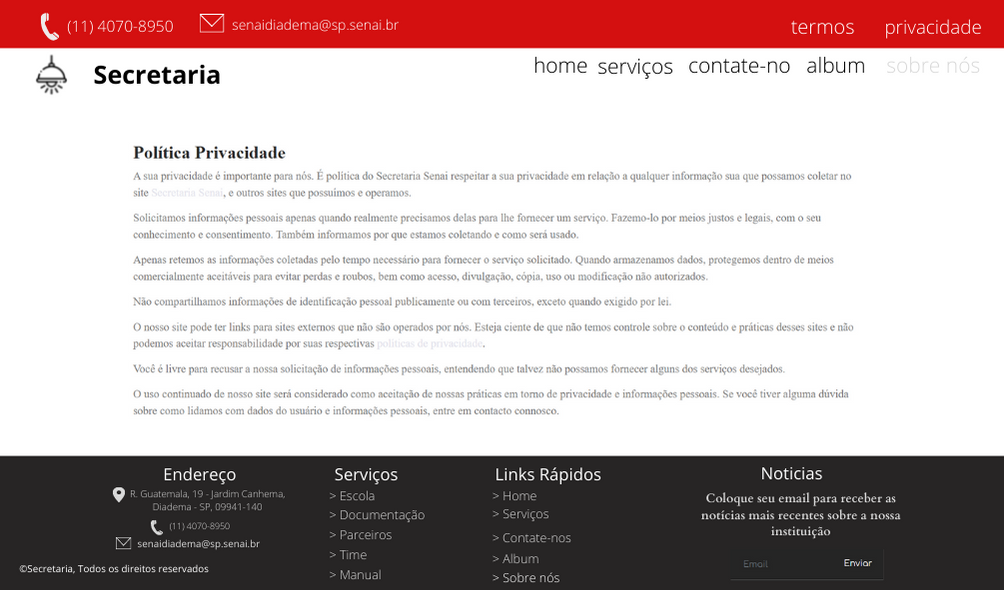 (11) 4070-8950 senaidiadema@sp.senai.br termos privacidade
Secretaria home serviços contate-no album sobre nós
Política Privacidade
A sua privacidade é importante para nós. É política do Secretaria Senai respeitar a sua privacidade em relação a qualquer informação sua que possamos coletar no
site Secretaria Senai, e outros sites que possuímos e operamos.
Solicitamos informações pessoais apenas quando realmente precisamos delas para lhe fornecer um serviço. Fazemo-lo por meios justos e legais, com o seu
conhecimento e consentimento. Também informamos por que estamos coletando e como será usado.
Apenas retemos as informações coletadas pelo tempo necessário para fornecer o serviço solicitado. Quando armazenamos dados, protegemos dentro de meios
comercialmente aceitáveis para evitar perdas e roubos, bem como acesso, divulgação, cópia, uso ou modificação não autorizados.
Não compartilhamos informações de identificação pessoal publicamente ou com terceiros, exceto quando exigido por lei.
O nosso site pode ter links para sites externos que não são operados por nós. Esteja ciente de que não temos controle sobre o conteúdo e práticas desses sites e não
podemos aceitar responsabilidade por suas respectivas políticas de privacidade.
Você é livre para recusar a nossa solicitação de informações pessoais, entendendo que talvez não possamos fornecer alguns dos serviços desejados.
O uso continuado de nosso site será considerado como aceitação de nossas práticas em torno de privacidade e informações pessoais. Se você tiver alguma dúvida
sobre como lidamos com dados do usuário e informações pessoais, entre em contacto connosco.
Endereço
R. Guatemala, 19 - Jardim Canhema,
Diadema - SP, 09941-140
(11) 4070-8950
senaidiadema@sp.senai.br
©Secretaria, Todos os direitos reservados
Serviços
> Escola
> Documentação
> Parceiros
> Time
> Manual
Links Rápidos
> Home
> Serviços
> Contate-nos
> Album
> Sobre nós
Noticias
Coloque seu email para receber as
notícias mais recentes sobre a nossa
instituição
Email Enviar